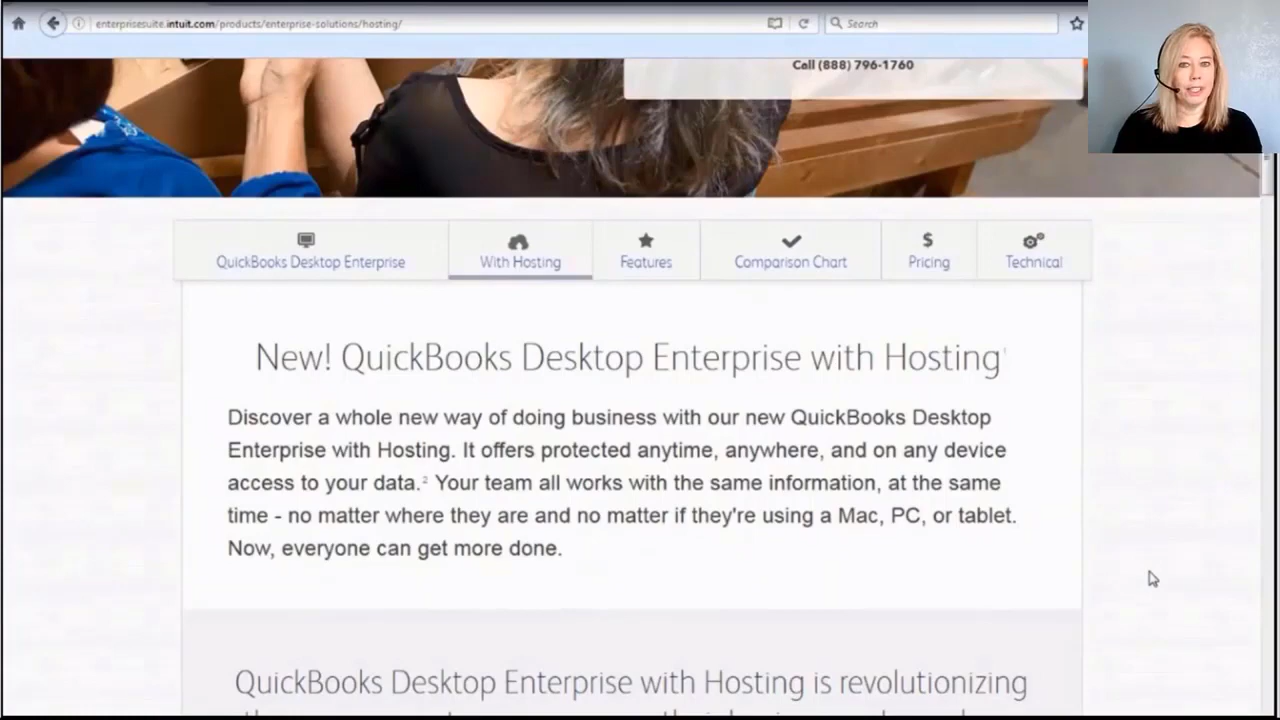 enterprisesuite.intuit.com/products/enterprise-solutions/hosting/
Search
Call (888) 796-1760
QuickBooks Desktop Enterprise
With Hosting
Features
Comparison Chart
$
Pricing
Technical
New! QuickBooks Desktop Enterprise with Hosting¹
Discover a whole new way of doing business with our new QuickBooks Desktop
Enterprise with Hosting. It offers protected anytime, anywhere, and on any device
access to your data.² Your team all works with the same information, at the same
time - no matter where they are and no matter if they're using a Mac, PC, or tablet.
Now, everyone can get more done.
QuickBooks Desktop Enterprise with Hosting is revolutionizing